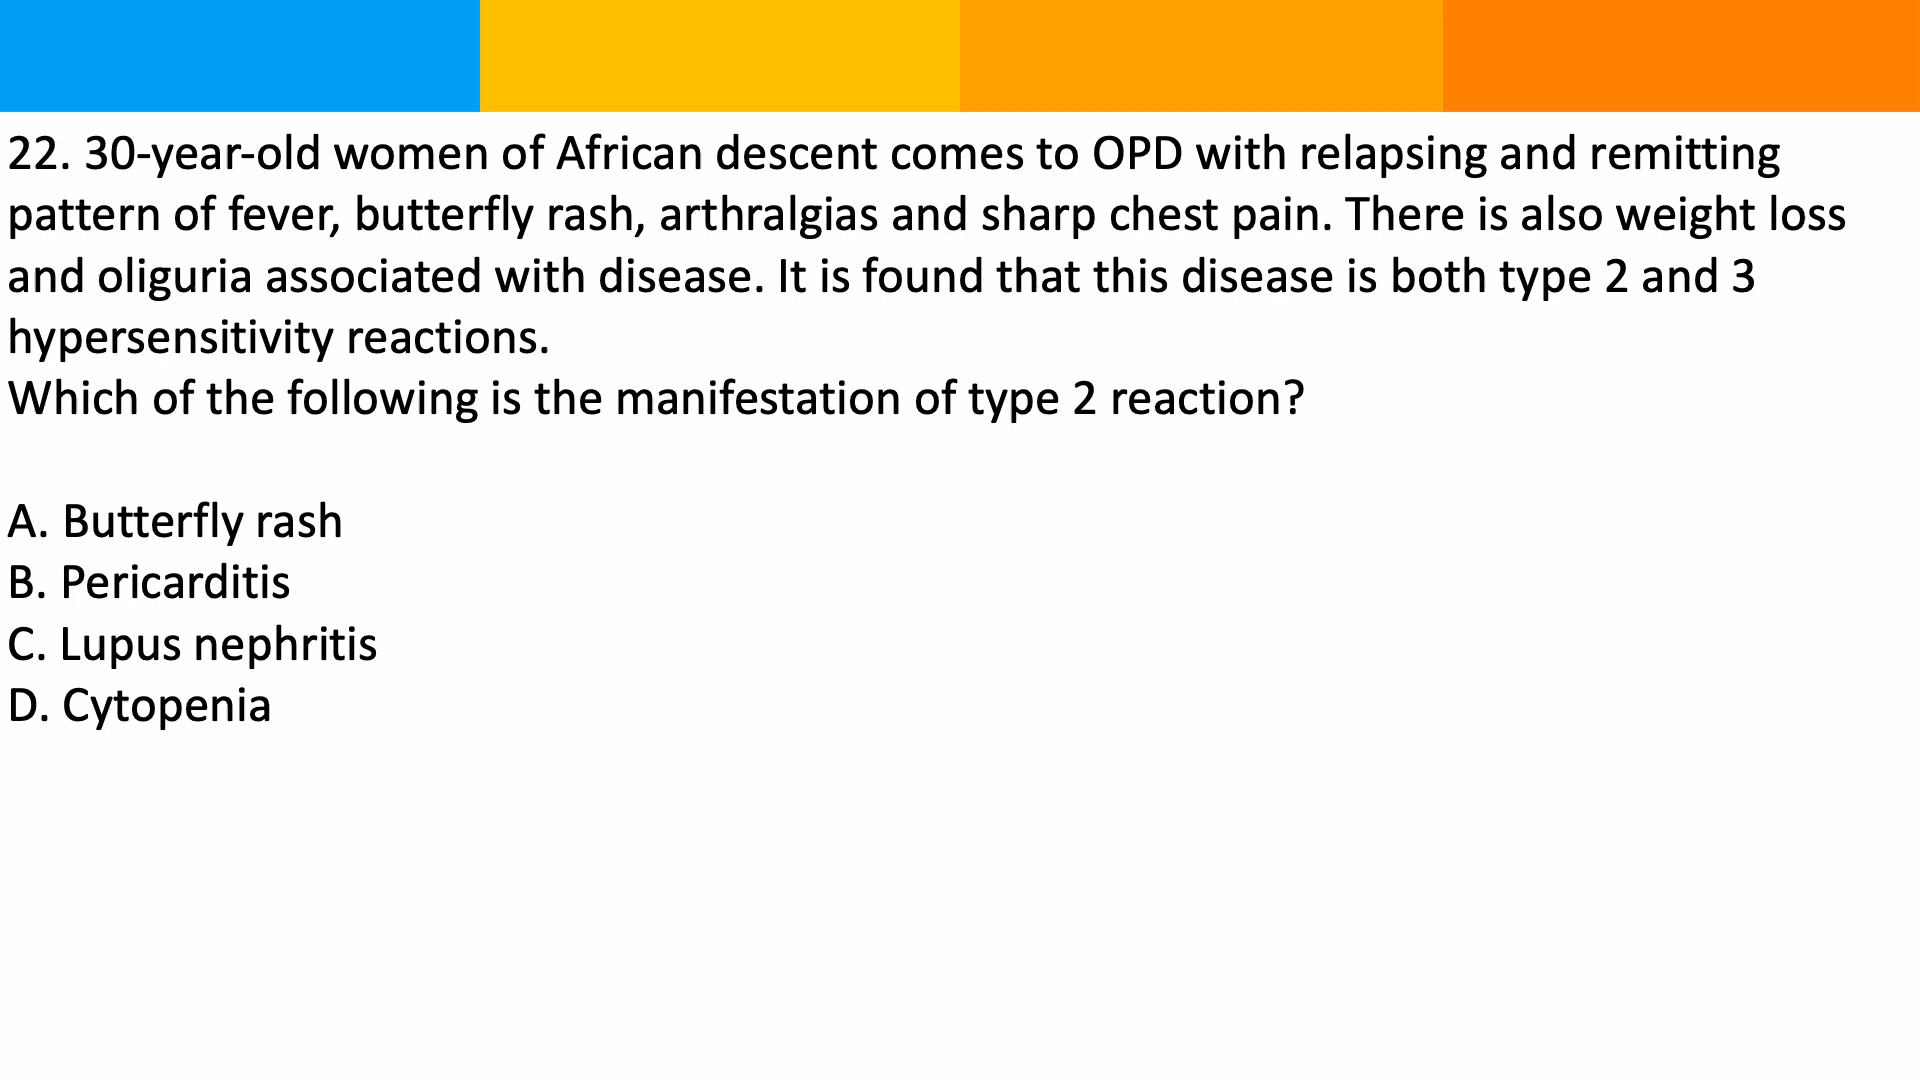 22. 30-year-old women of African descent comes to OPD with relapsing and remitting
pattern of fever, butterfly rash, arthralgias and sharp chest pain. There is also weight loss
and oliguria associated with disease. It is found that this disease is both type 2 and 3
hypersensitivity reactions.
Which of the following is the manifestation of type 2 reaction?
A. Butterfly rash
B. Pericarditis
C. Lupus nephritis
D. Cytopenia